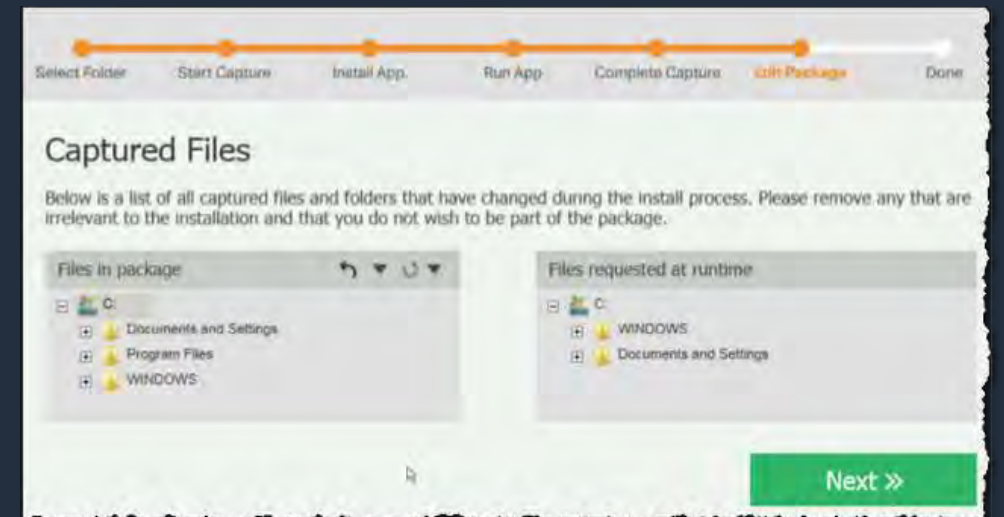 Select Folder Start Capture Install App. Run App Complete Capture Edit Package Done
Captured Files
Below is a list of all captured files and folders that have changed during the install process. Please remove any that are
irrelevant to the installation and that you do not wish to be part of the package.
Files in package
C:
Documents and Settings
Program Files
WINDOWS
Files requested at runtime
C:
WINDOWS
Documents and Settings
Next »